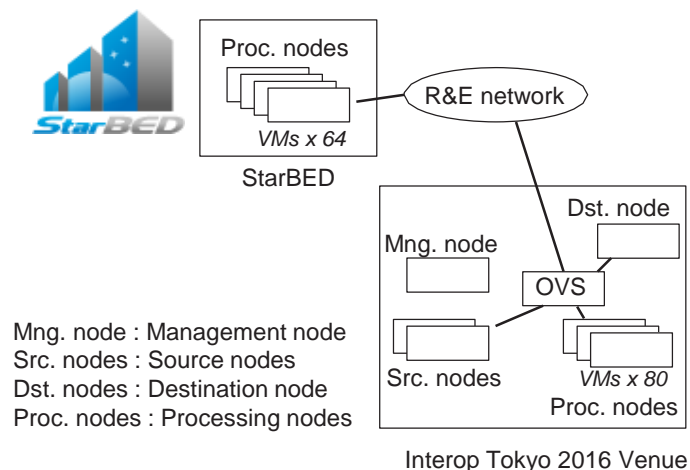 StarBED
Proc. nodes
VMs x 64
StarBED
R&E network
Dst. node
Mng. node
OVS
Src. nodes
VMs x 80
Proc. nodes
Mng. node : Management node
Src. nodes : Source nodes
Dst. nodes : Destination node
Proc. nodes : Processing nodes
Interop Tokyo 2016 Venue